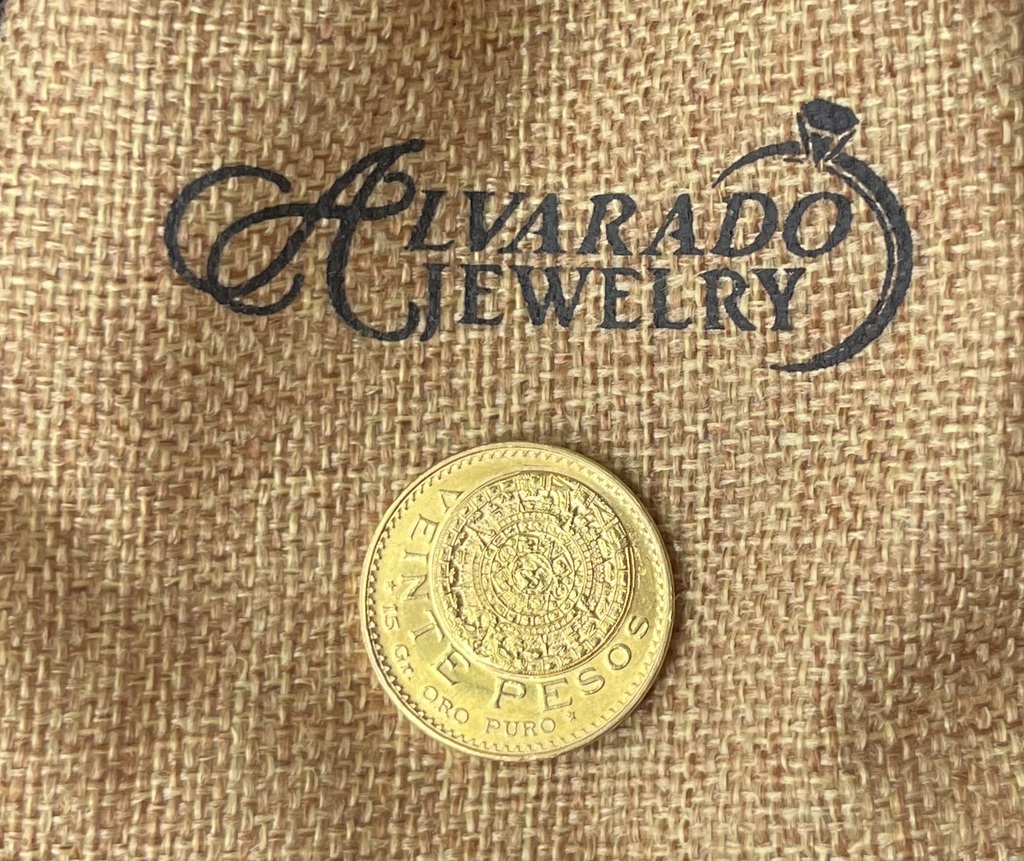 ALVARADO
JEWELRY
VEINTE PESOS
★ 15 Gr. ORO PURO ★